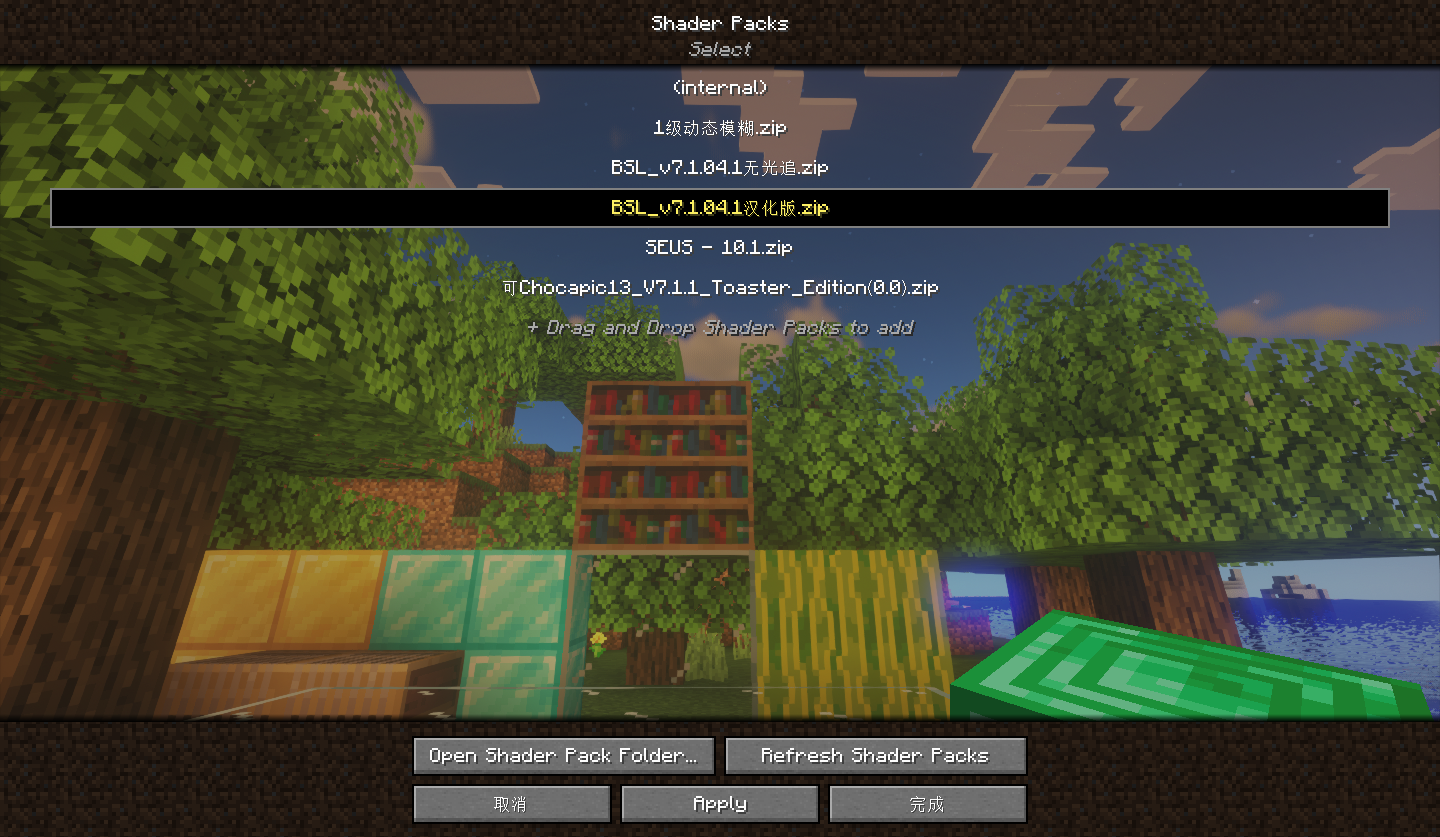 Shader Packs
Select
(internal)
1级动态模糊.zip
BSL_v7.1.04.1无光追.zip
BSL_v7.1.04.1汉化版.zip
SEUS - 10.1.zip
可Chocapic13_V7.1.1_Toaster_Edition(0.0).zip
+ Drag and Drop Shader Packs to add
Open Shader Pack Folder... Refresh Shader Packs
取消 Apply 完成